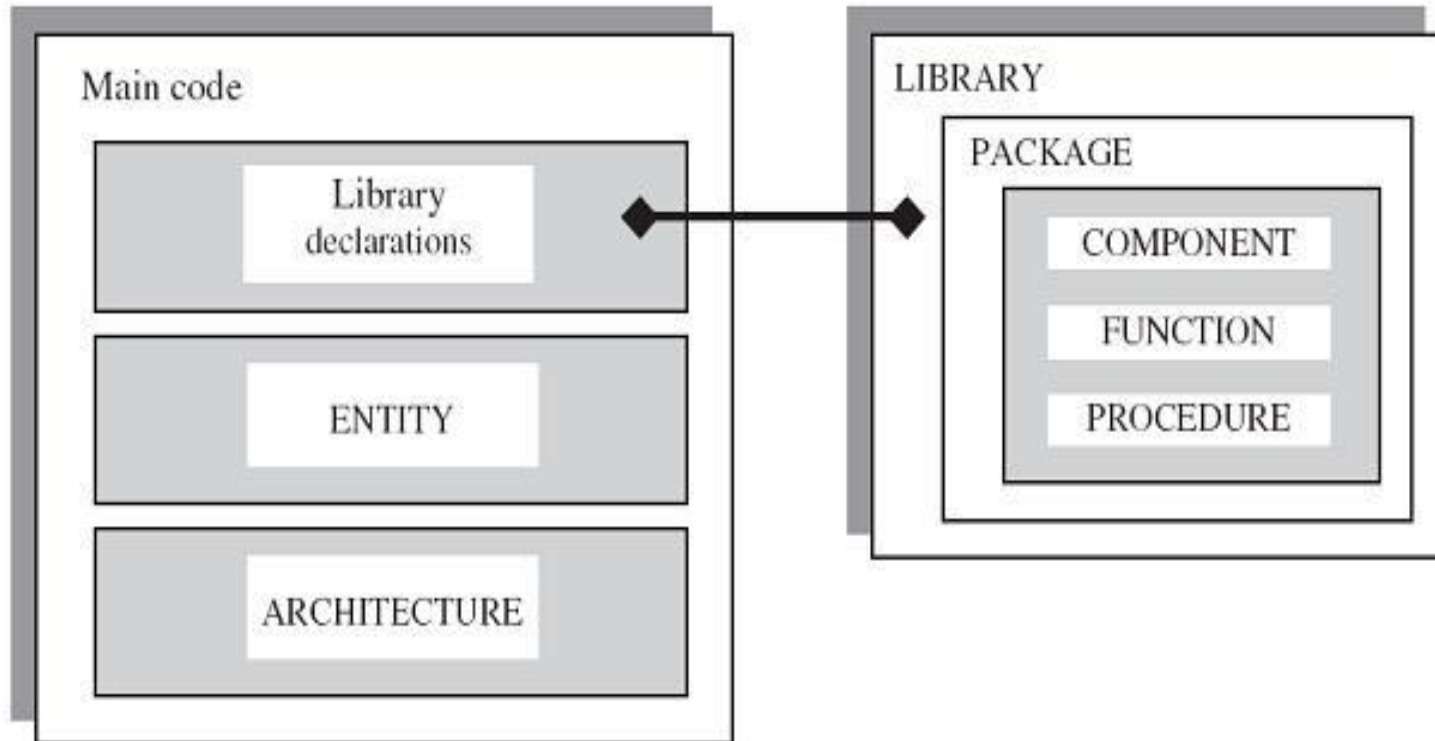 Main code
Library
declarations
ENTITY
ARCHITECTURE
LIBRARY
PACKAGE
COMPONENT
FUNCTION
PROCEDURE